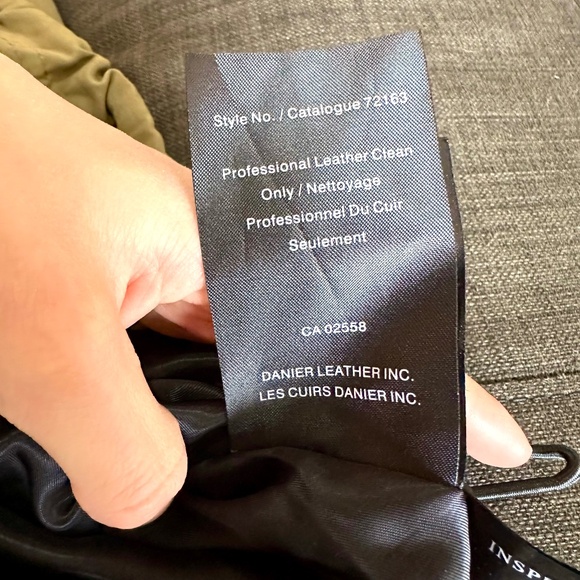 Style No. / Catalogue 72163
Professional Leather Clean
Only / Nettoyage
Professionnel Du Cuir
Seulement
CA 02558
DANIER LEATHER INC.
LES CUIRS DANIER INC.